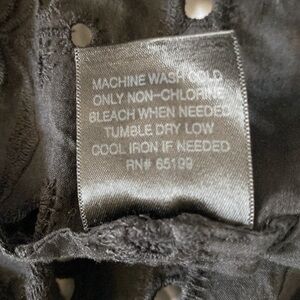 MACHINE WASH COLD
ONLY NON-CHLORINE
BLEACH WHEN NEEDED
TUMBLE DRY LOW
COOL IRON IF NEEDED
RN# 65199